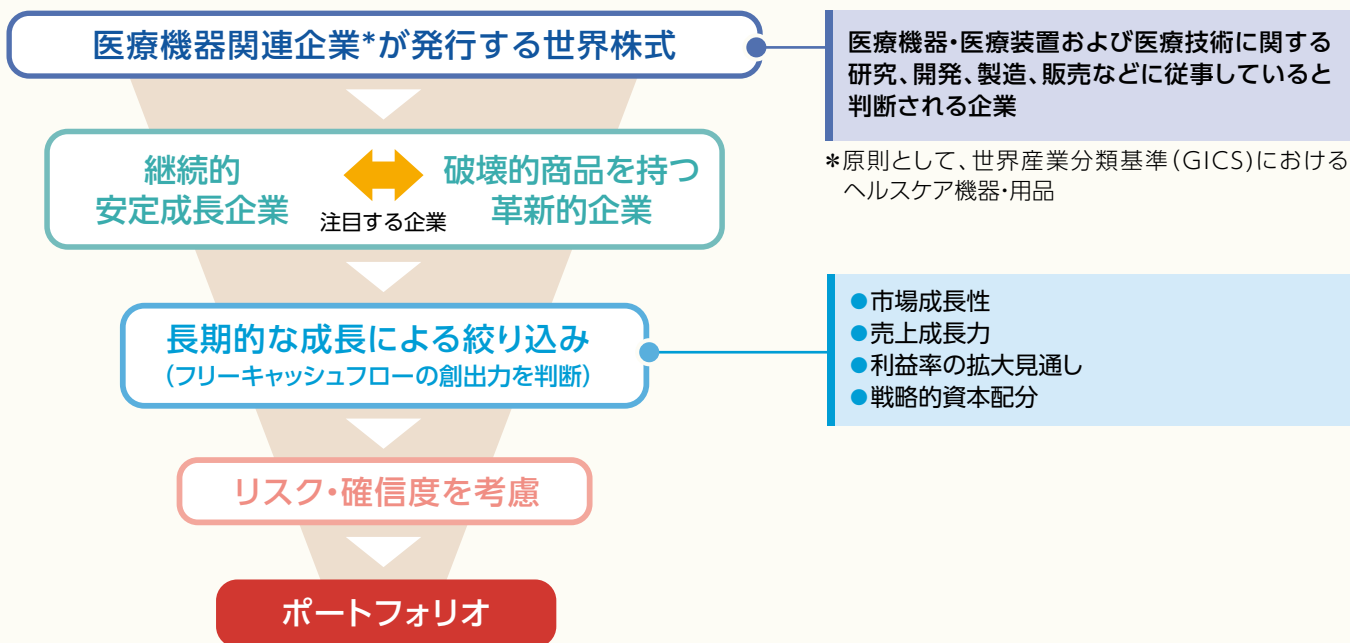 医療機器関連企業*が発行する世界株式
医療機器・医療装置および医療技術に関する
研究、開発、製造、販売などに従事していると
判断される企業
*原則として、世界産業分類基準(GICS)における
ヘルスケア機器・用品
継続的
安定成長企業
注目する企業
破壊的商品を持つ
革新的企業
長期的な成長による絞り込み
(フリーキャッシュフローの創出力を判断)
●市場成長性
●売上成長力
●利益率の拡大見通し
●戦略的資本配分
リスク・確信度を考慮
ポートフォリオ